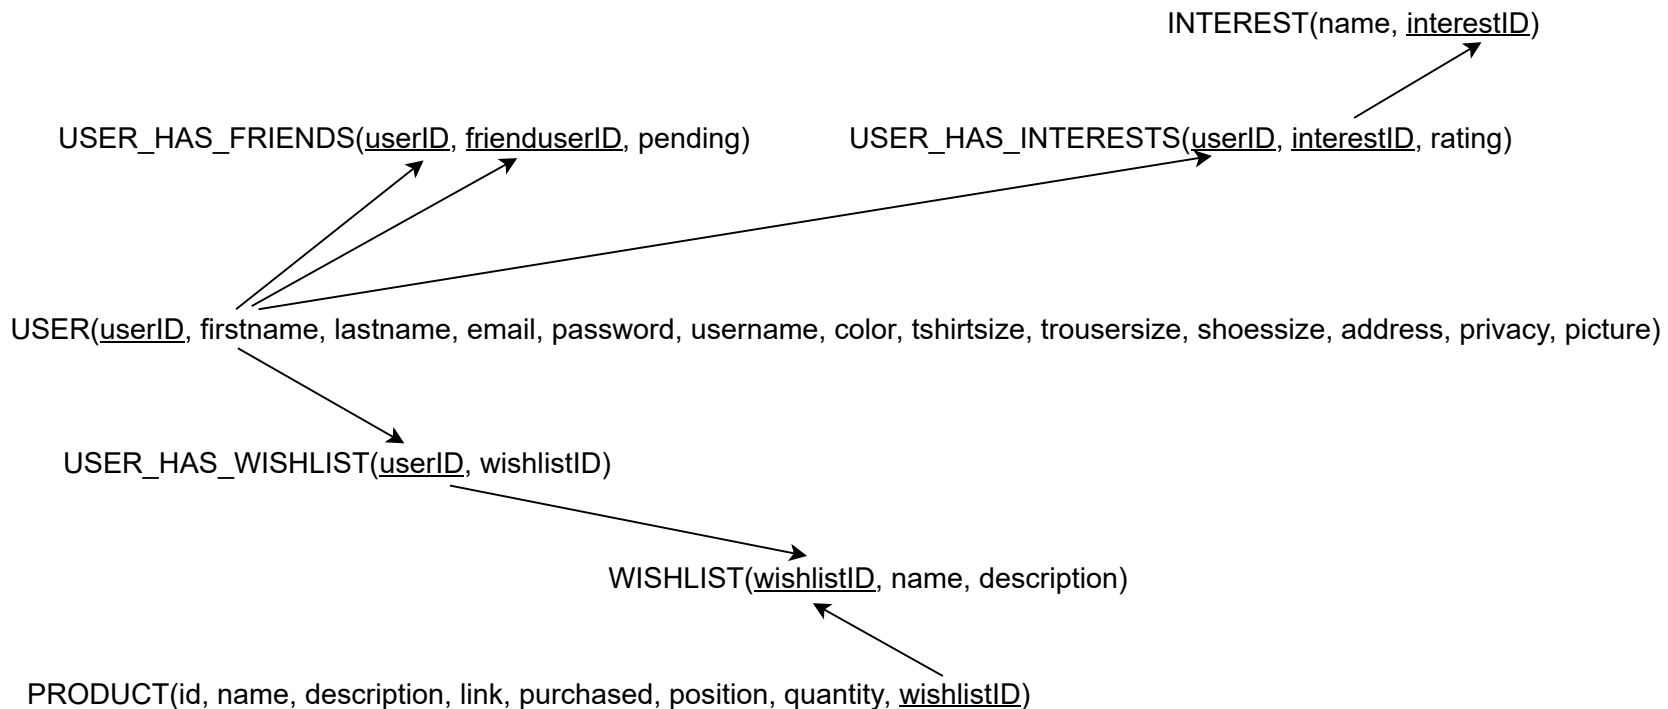 INTEREST(name, interestID)
USER_HAS_FRIENDS(userID, frienduserID, pending)
USER_HAS_INTERESTS(userID, interestID, rating)
USER(userID, firstname, lastname, email, password, username, color, tshirtsize, trousersize, shoessize, address, privacy, picture)
USER_HAS_WISHLIST(userID, wishlistID)
WISHLIST(wishlistID, name, description)
PRODUCT(id, name, description, link, purchased, position, quantity, wishlistID)